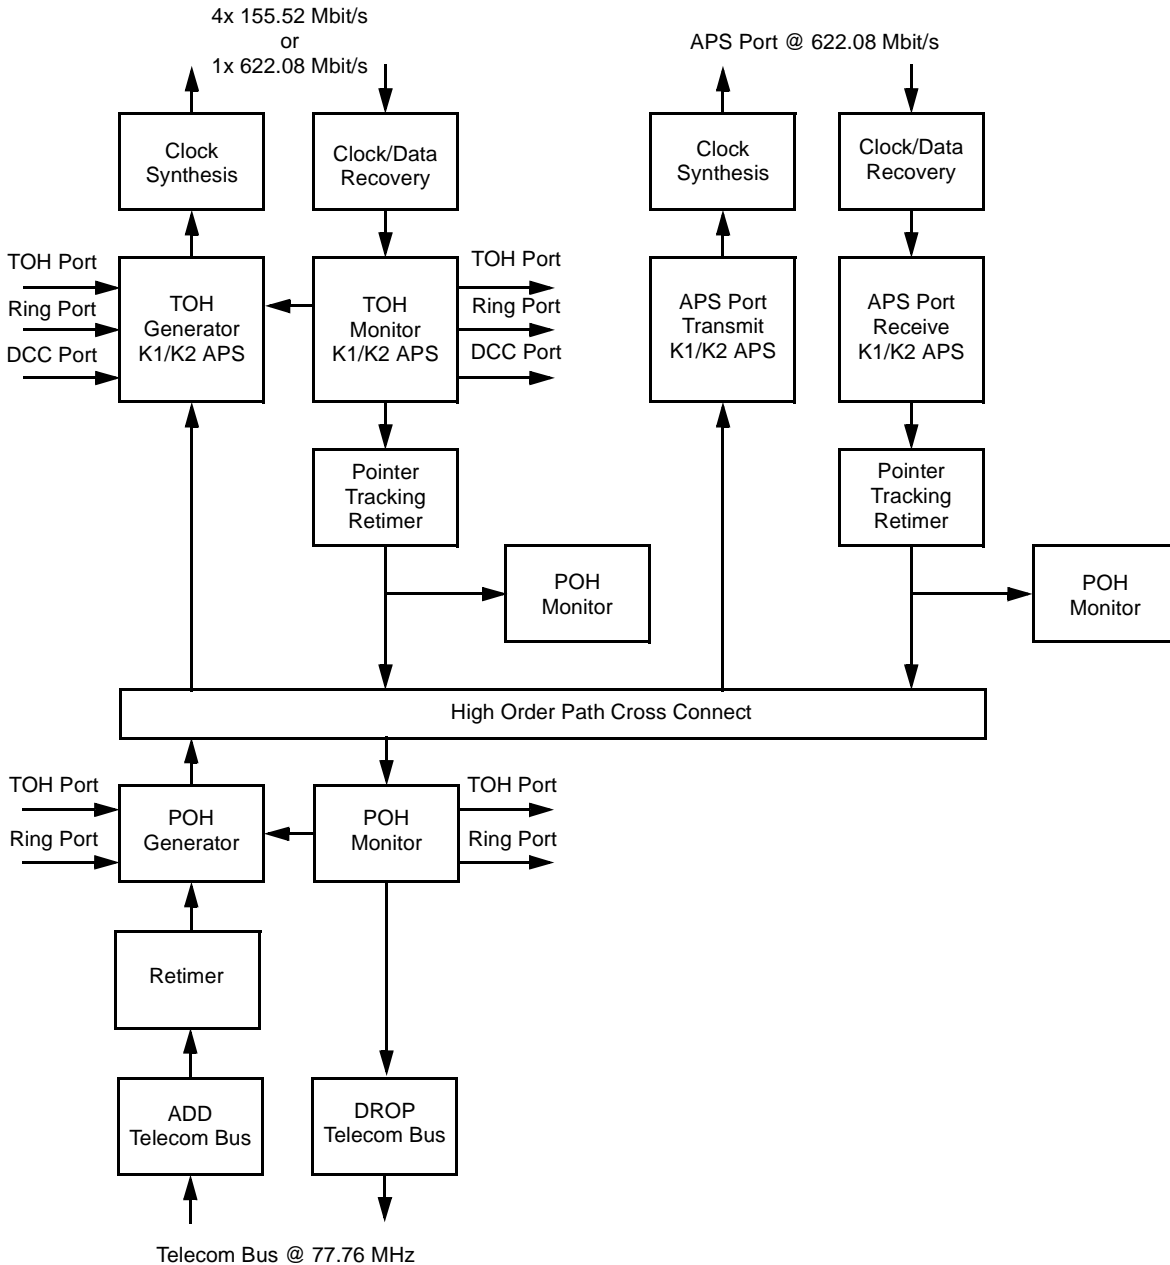 4x 155.52 Mbit/s
or
1x 622.08 Mbit/s
APS Port @ 622.08 Mbit/s
Clock
Synthesis
Clock/Data
Recovery
Clock
Synthesis
Clock/Data
Recovery
TOH Port
Ring Port
DCC Port
TOH
Generator
K1/K2 APS
TOH
Monitor
K1/K2 APS
TOH Port
Ring Port
DCC Port
APS Port
Transmit
K1/K2 APS
APS Port
Receive
K1/K2 APS
Pointer
Tracking
Retimer
Pointer
Tracking
Retimer
POH
Monitor
POH
Monitor
High Order Path Cross Connect
TOH Port
Ring Port
POH
Generator
POH
Monitor
TOH Port
Ring Port
Retimer
ADD
Telecom Bus
DROP
Telecom Bus
Telecom Bus @ 77.76 MHz